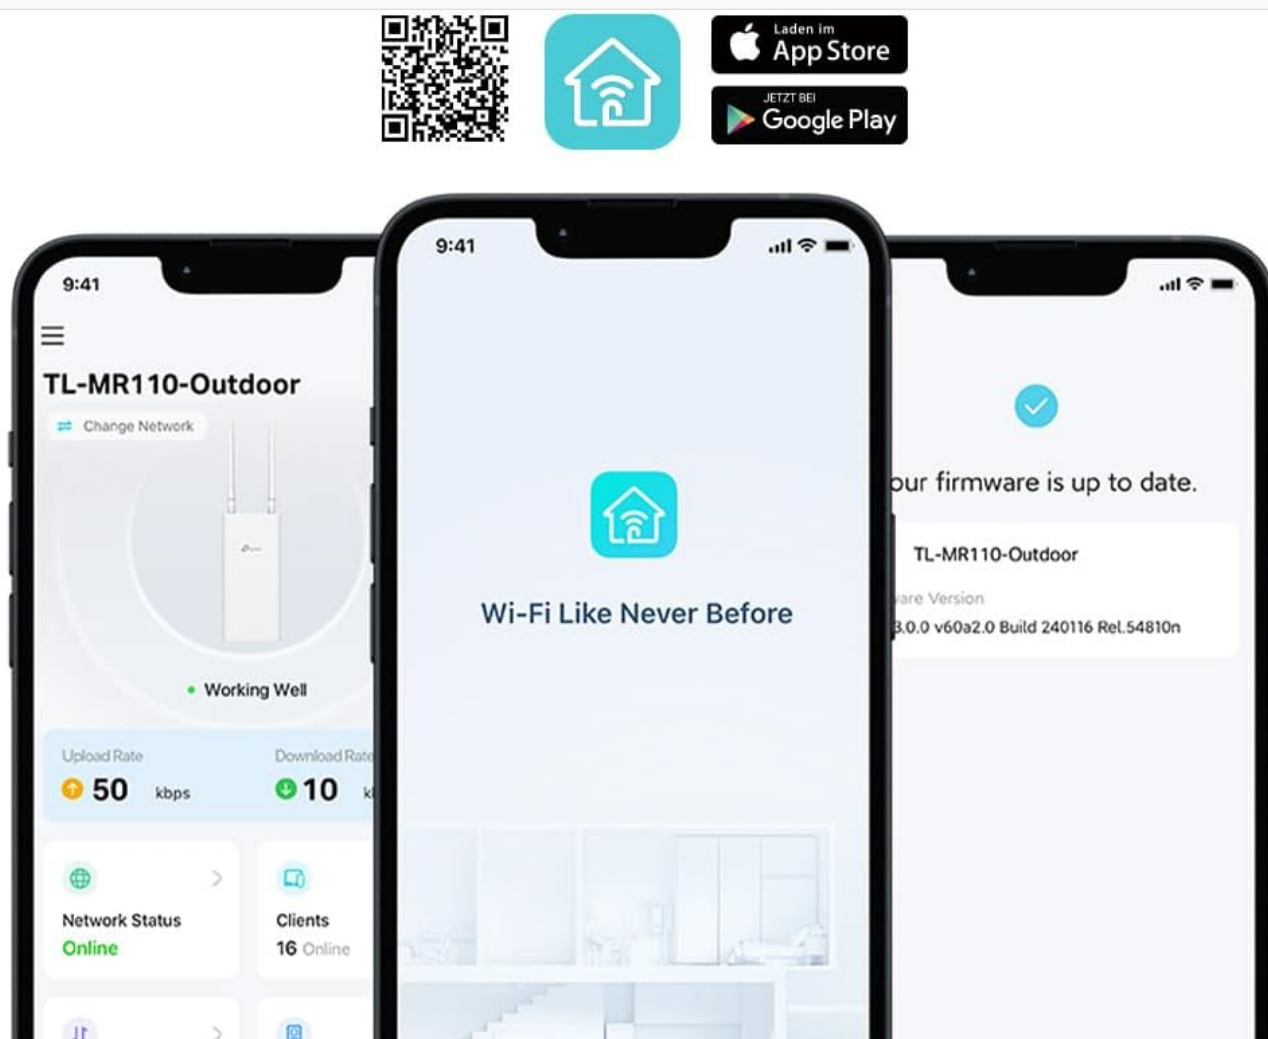 Laden im
App Store
JETZT BEI
Google Play
9:41
TL-MR110-Outdoor
Change Network
Working Well
Upload Rate
Download Rate
50 kbps
10
Network Status
Online
Clients
16 Online
9:41
Wi-Fi Like Never Before
our firmware is up to date.
TL-MR110-Outdoor
Version
3.0.0 v60a2.0 Build 240116 Rel.54810n